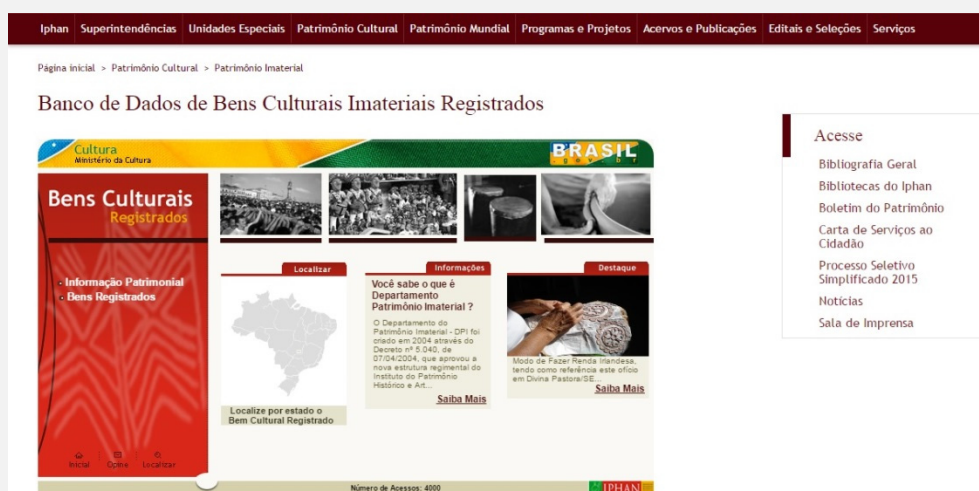 Iphan Superintendências Unidades Especiais Patrimônio Cultural Patrimônio Mundial Programas e Projetos Acervos e Publicações Editais e Seleções Serviços
Página inicial > Patrimônio Cultural > Patrimônio Imaterial
Banco de Dados de Bens Culturais Imateriais Registrados
Cultura
Ministério da Cultura
BRASIL
gov.br
Bens Culturais
Registrados
Informação Patrimonial
Bens Registrados
Inicial Opine Localizar
Localizar
Localize por estado o
Bem Cultural Registrado
Informações
Você sabe o que é
Departamento
Patrimônio Imaterial ?
O Departamento do
Patrimônio Imaterial - DPI foi
criado em 2004 através do
Decreto nº 5.040, de
07/04/2004, que aprovou a
nova estrutura regimental do
Instituto do Patrimônio
Histórico e Art...
Saiba Mais
Destaque
Modo de Fazer Renda Irlandesa,
tendo como referência este ofício
em Divina Pastora/SE...
Saiba Mais
Número de Acessos: 4000
IPHAN
Acesse
Bibliografia Geral
Bibliotecas do Iphan
Boletim do Patrimônio
Carta de Serviços ao
Cidadão
Processo Seletivo
Simplificado 2015
Notícias
Sala de Imprensa